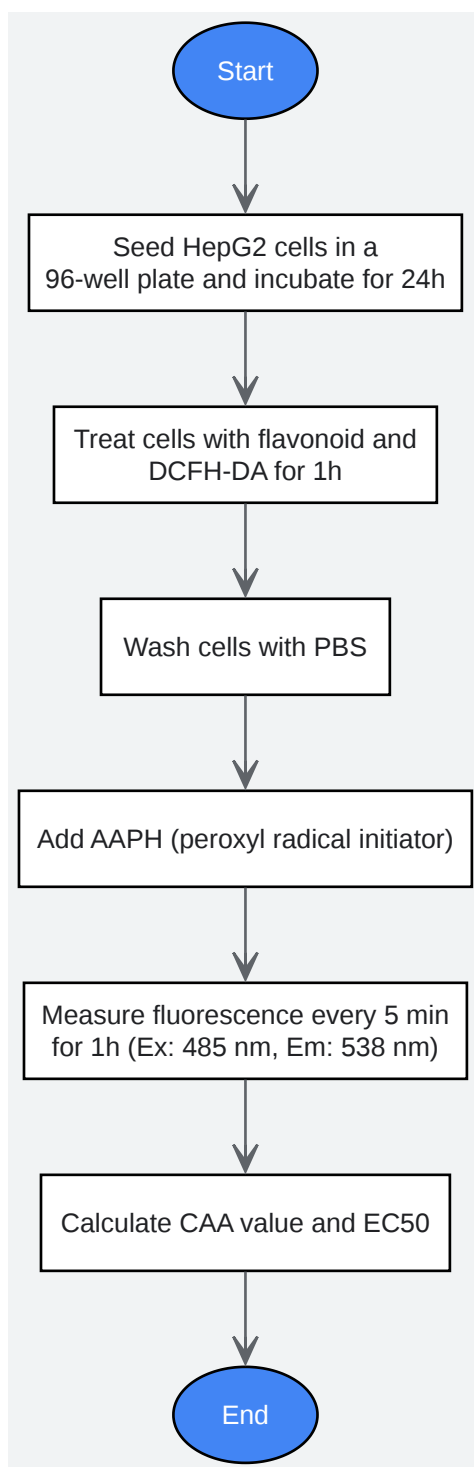 Start
Seed HepG2 cells in a
96-well plate and incubate for 24h
Treat cells with flavonoid and
DCFH-DA for 1h
Wash cells with PBS
Add AAPH (peroxyl radical initiator)
Measure fluorescence every 5 min
for 1h (Ex: 485 nm, Em: 538 nm)
Calculate CAA value and EC50
End